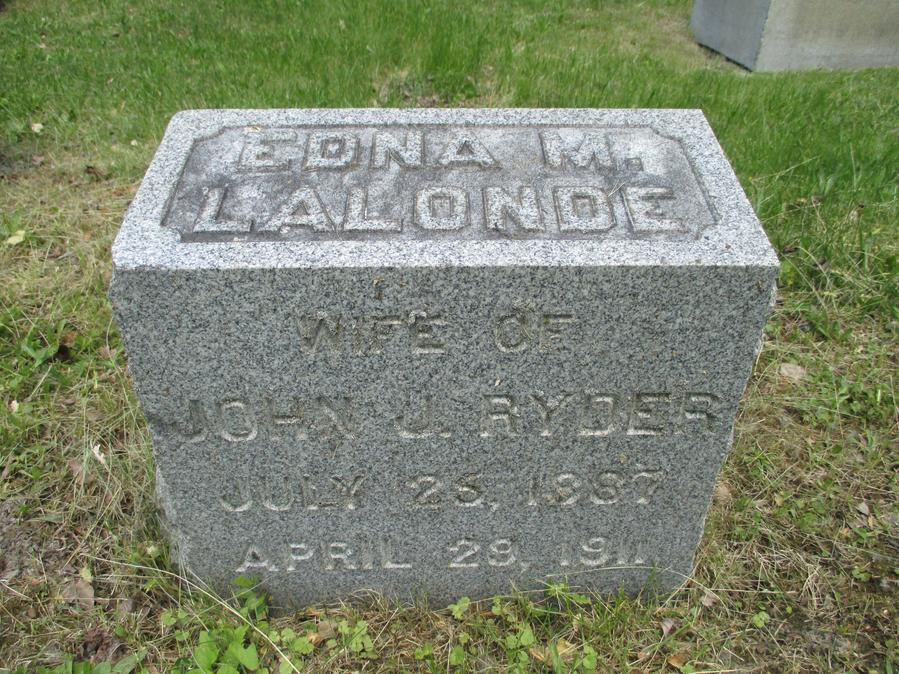 EDNA M.
LALONDE
WIFE OF
JOHN J. RYDER
JULY 25, 1887
APRIL 29, 1911